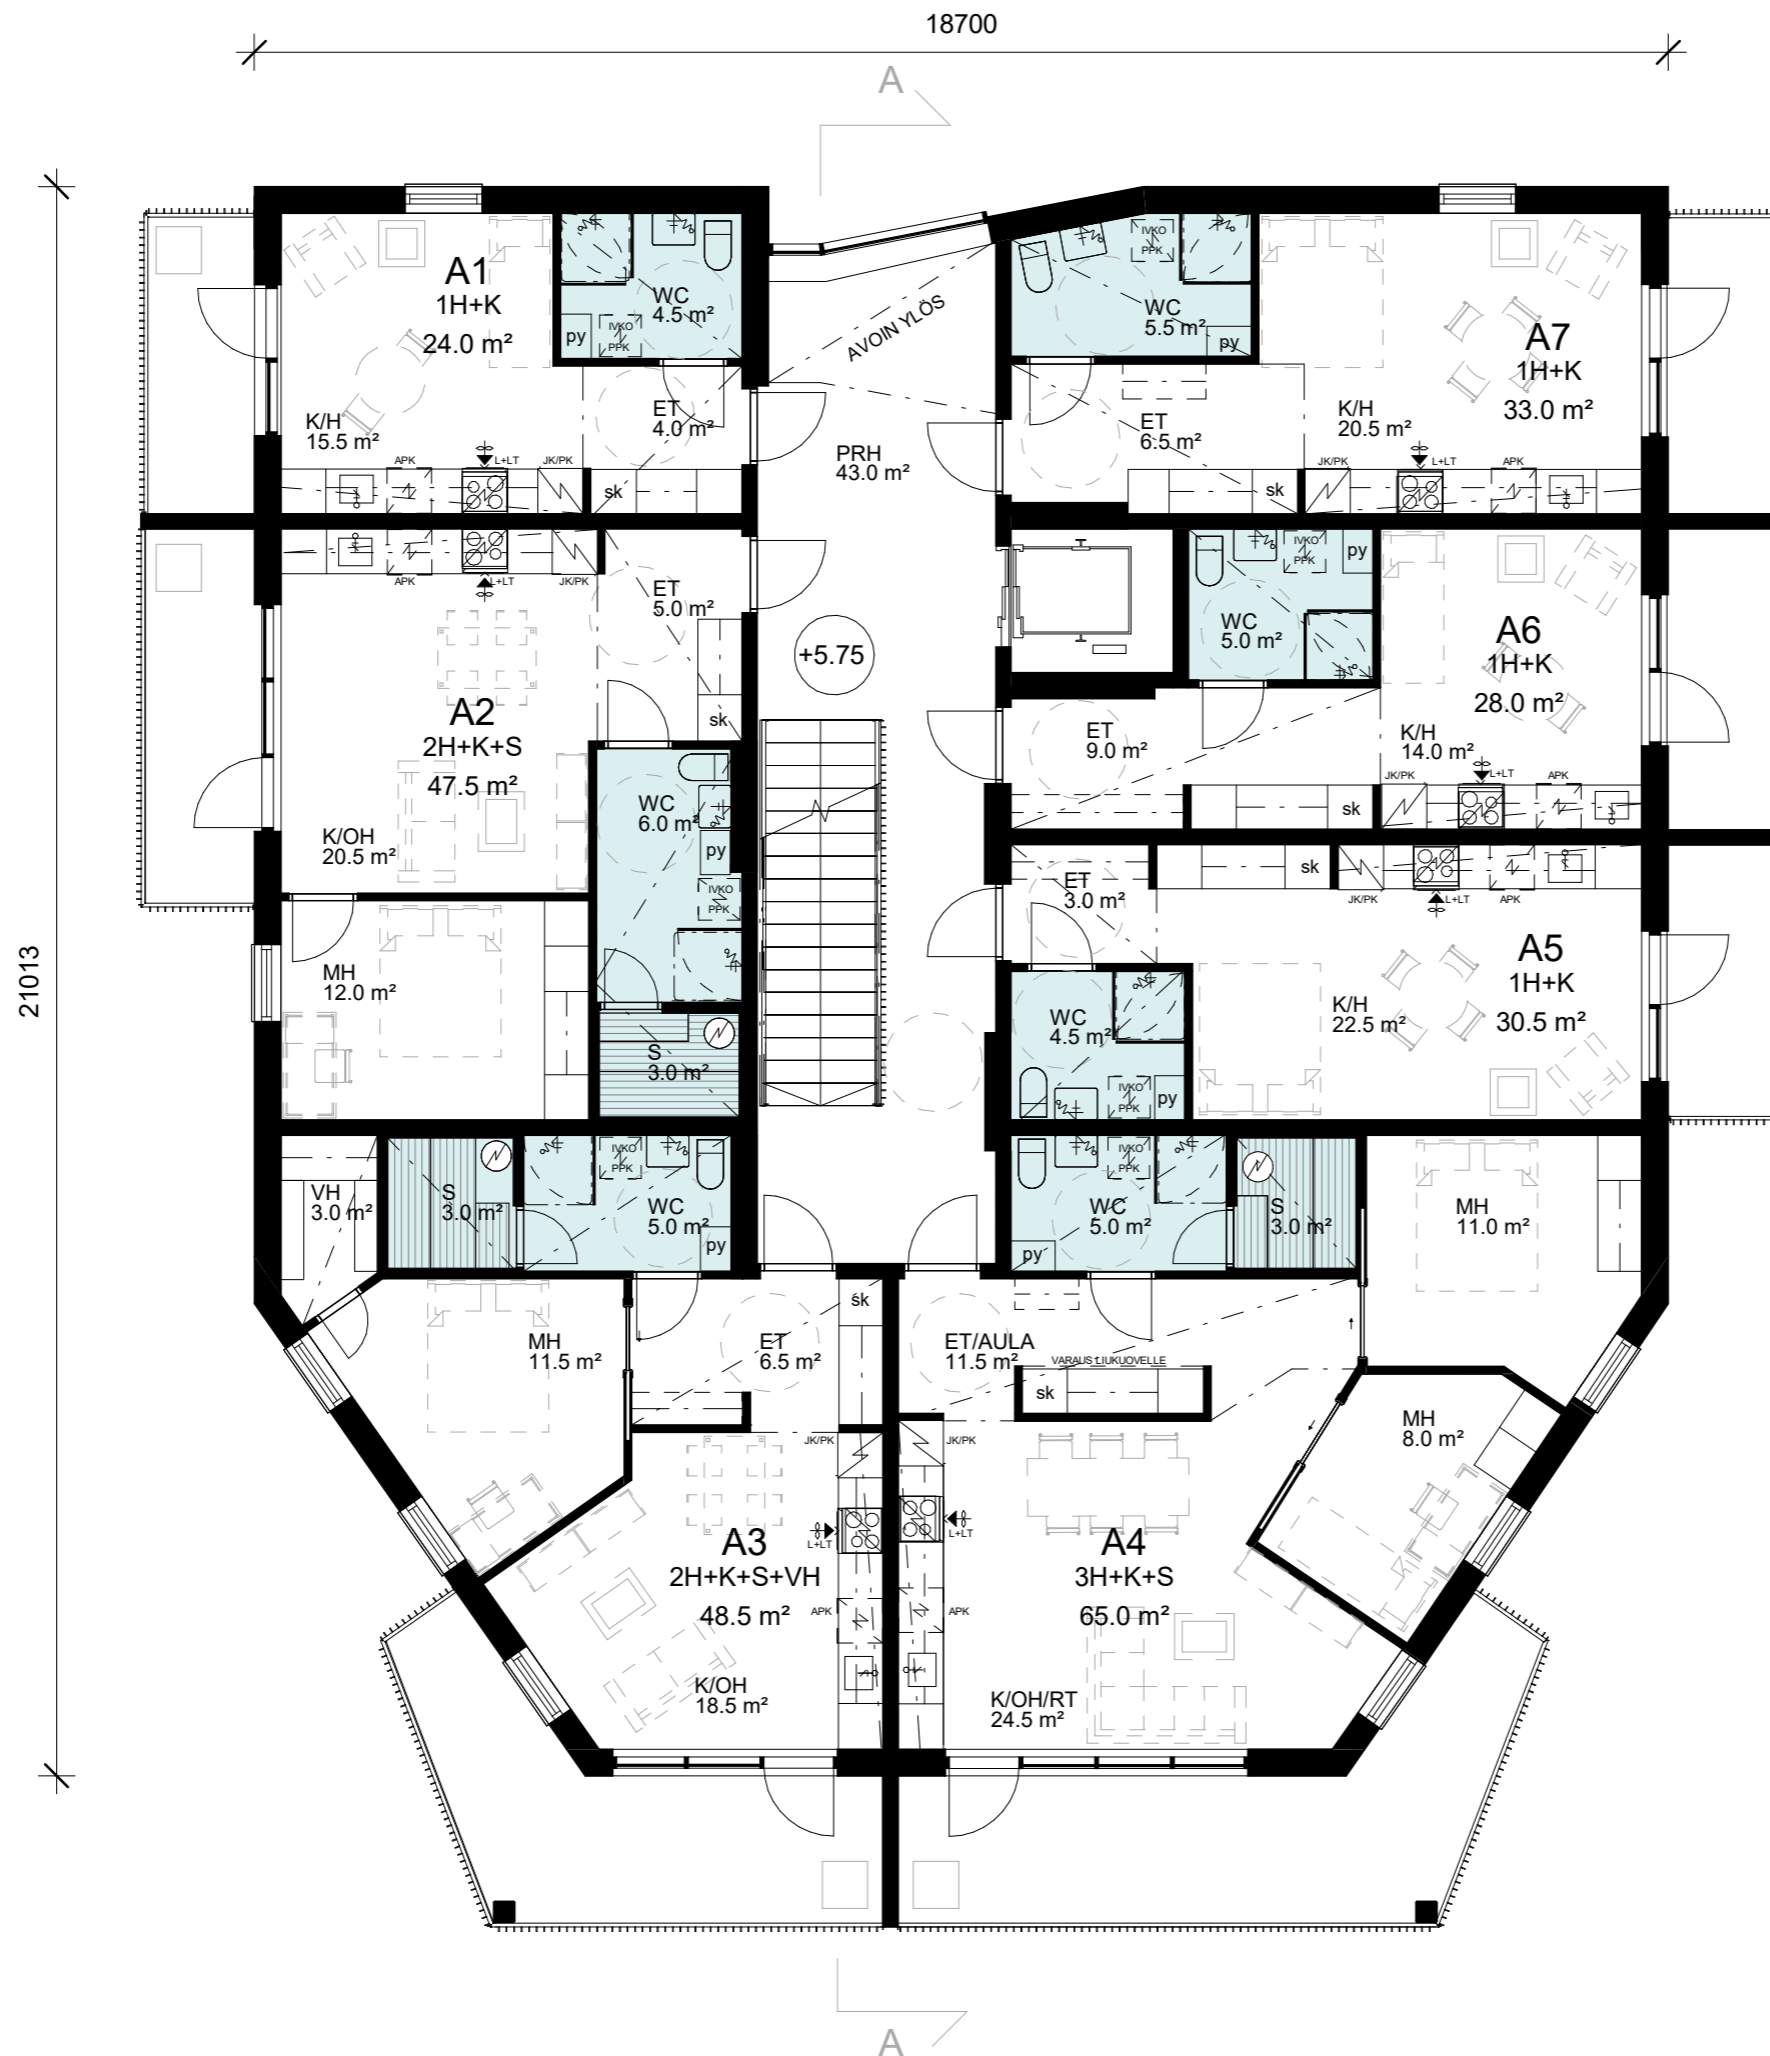 18700
A
A1
1H+K
24.0 m²
WC
4.5 m²
IVKO
PPK
py
K/H
15.5 m²
ET
4.0 m²
APK
L+LT
JK/PK
sk
AVOIN YLÖS
PRH
43.0 m²
IVKO
PPK
WC
5.5 m²
py
A7
1H+K
33.0 m²
ET
6.5 m²
K/H
20.5 m²
sk
JK/PK
L+LT
APK
APK
L+LT
JK/PK
ET
5.0 m²
sk
A2
2H+K+S
47.5 m²
K/OH
20.5 m²
WC
6.0 m²
py
IVKO
PPK
MH
12.0 m²
S
3.0 m²
+5.75
IVKO
PPK
py
WC
5.0 m²
A6
1H+K
28.0 m²
ET
9.0 m²
K/H
14.0 m²
JK/PK
L+LT
APK
sk
ET
3.0 m²
sk
JK/PK
L+LT
APK
A5
1H+K
30.5 m²
K/H
22.5 m²
WC
4.5 m²
IVKO
PPK
py
21013
VH
3.0 m²
S
3.0 m²
IVKO
PPK
WC
5.0 m²
py
IVKO
PPK
WC
5.0 m²
py
S
3.0 m²
MH
11.0 m²
MH
11.5 m²
ET
6.5 m²
sk
ET/AULA
11.5 m²
VARAUS LIUKUOVELLE
sk
MH
8.0 m²
JK/PK
JK/PK
A3
2H+K+S+VH
48.5 m²
L+LT
APK
K/OH
18.5 m²
L+LT
APK
A4
3H+K+S
65.0 m²
K/OH/RT
24.5 m²
A